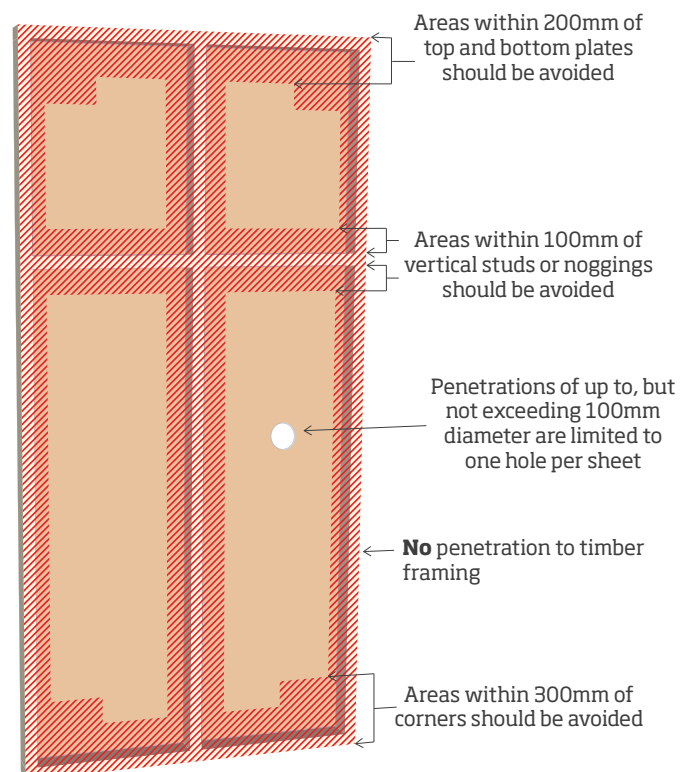 Areas within 200mm of
top and bottom plates
should be avoided
Areas within 100mm of
vertical studs or noggings
should be avoided
Penetrations of up to, but
not exceeding 100mm
diameter are limited to
one hole per sheet
No penetration to timber
framing
Areas within 300mm of
corners should be avoided